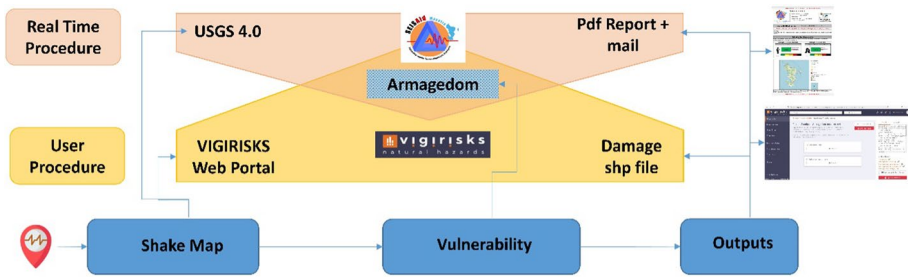 Real Time
Procedure
USGS 4.0
SEISAid
Pdf Report +
mail
Armagedom
User
Procedure
VIGIRISKS
Web Portal
vigirisks
natural hazards
Damage
shp file
Shake Map
Vulnerability
Outputs